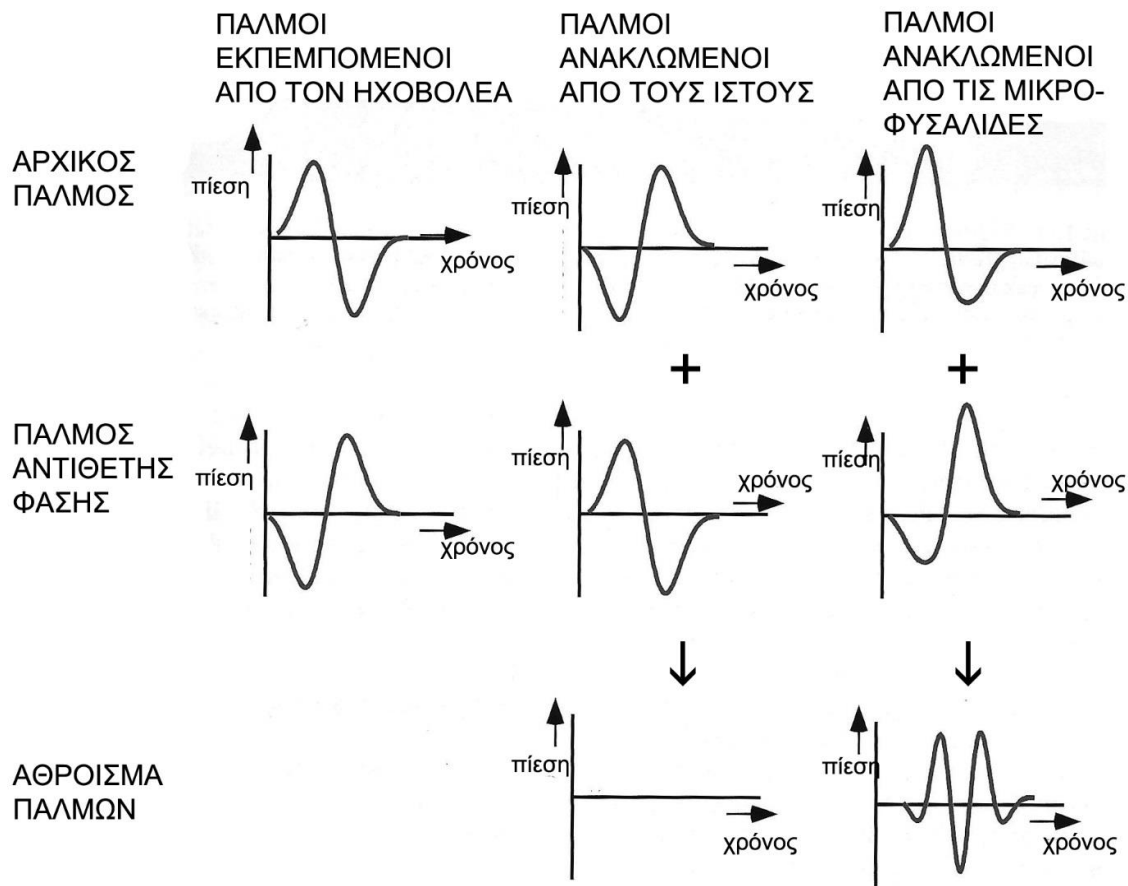 ΠΑΛΜΟΙ
ΕΚΠΕΜΠΟΜΕΝΟΙ
ΑΠΟ ΤΟΝ ΗΧΟΒΟΛΕΑ
ΠΑΛΜΟΙ
ΑΝΑΚΛΩΜΕΝΟΙ
ΑΠΟ ΤΟΥΣ ΙΣΤΟΥΣ
ΠΑΛΜΟΙ
ΑΝΑΚΛΩΜΕΝΟΙ
ΑΠΟ ΤΙΣ ΜΙΚΡΟ-
ΦΥΣΑΛΙΔΕΣ
ΑΡΧΙΚΟΣ
ΠΑΛΜΟΣ
πίεση
χρόνος
πίεση
χρόνος
πίεση
χρόνος
+
+
ΠΑΛΜΟΣ
ΑΝΤΙΘΕΤΗΣ
ΦΑΣΗΣ
πίεση
χρόνος
πίεση
χρόνος
πίεση
χρόνος
ΑΘΡΟΙΣΜΑ
ΠΑΛΜΩΝ
πίεση
χρόνος
πίεση
χρόνος